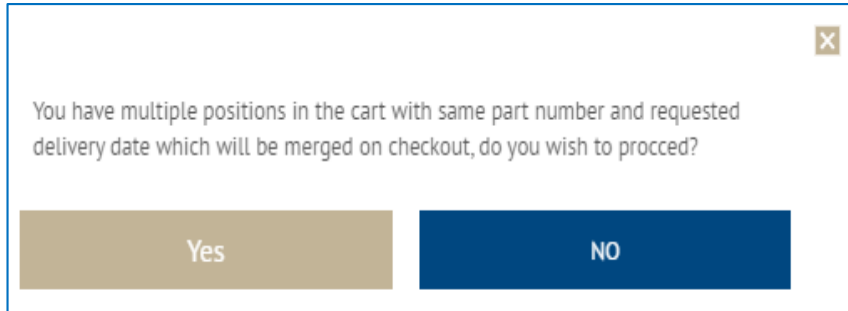 You have multiple positions in the cart with same part number and requested
delivery date which will be merged on checkout, do you wish to procced?
Yes
NO